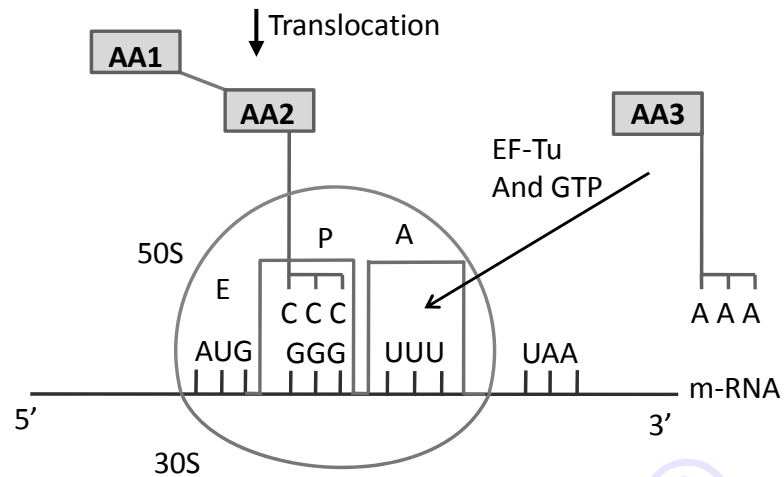 Translocation
AA1
AA2
AA3
EF-Tu
And GTP
P
A
50S
E
C C C
A A A
AUG
GGG
UUU
UAA
m-RNA
5’
3’
30S